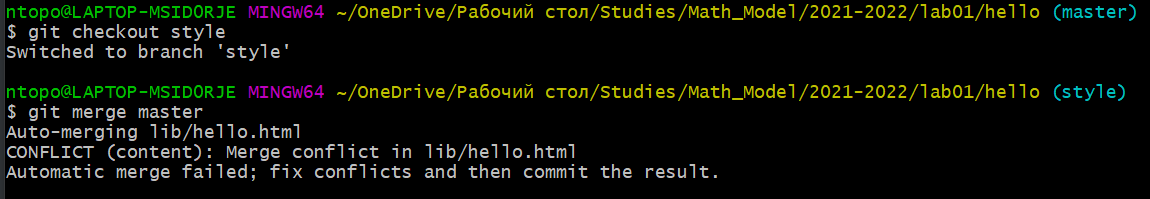 ntopo@LAPTOP-MSIDORJE MINGW64 ~/OneDrive/Рабочий стол/Studies/Math_Model/2021-2022/lab01/hello (master)
$ git checkout style
Switched to branch 'style'
ntopo@LAPTOP-MSIDORJE MINGW64 ~/OneDrive/Рабочий стол/Studies/Math_Model/2021-2022/lab01/hello (style)
$ git merge master
Auto-merging lib/hello.html
CONFLICT (content): Merge conflict in lib/hello.html
Automatic merge failed; fix conflicts and then commit the result.